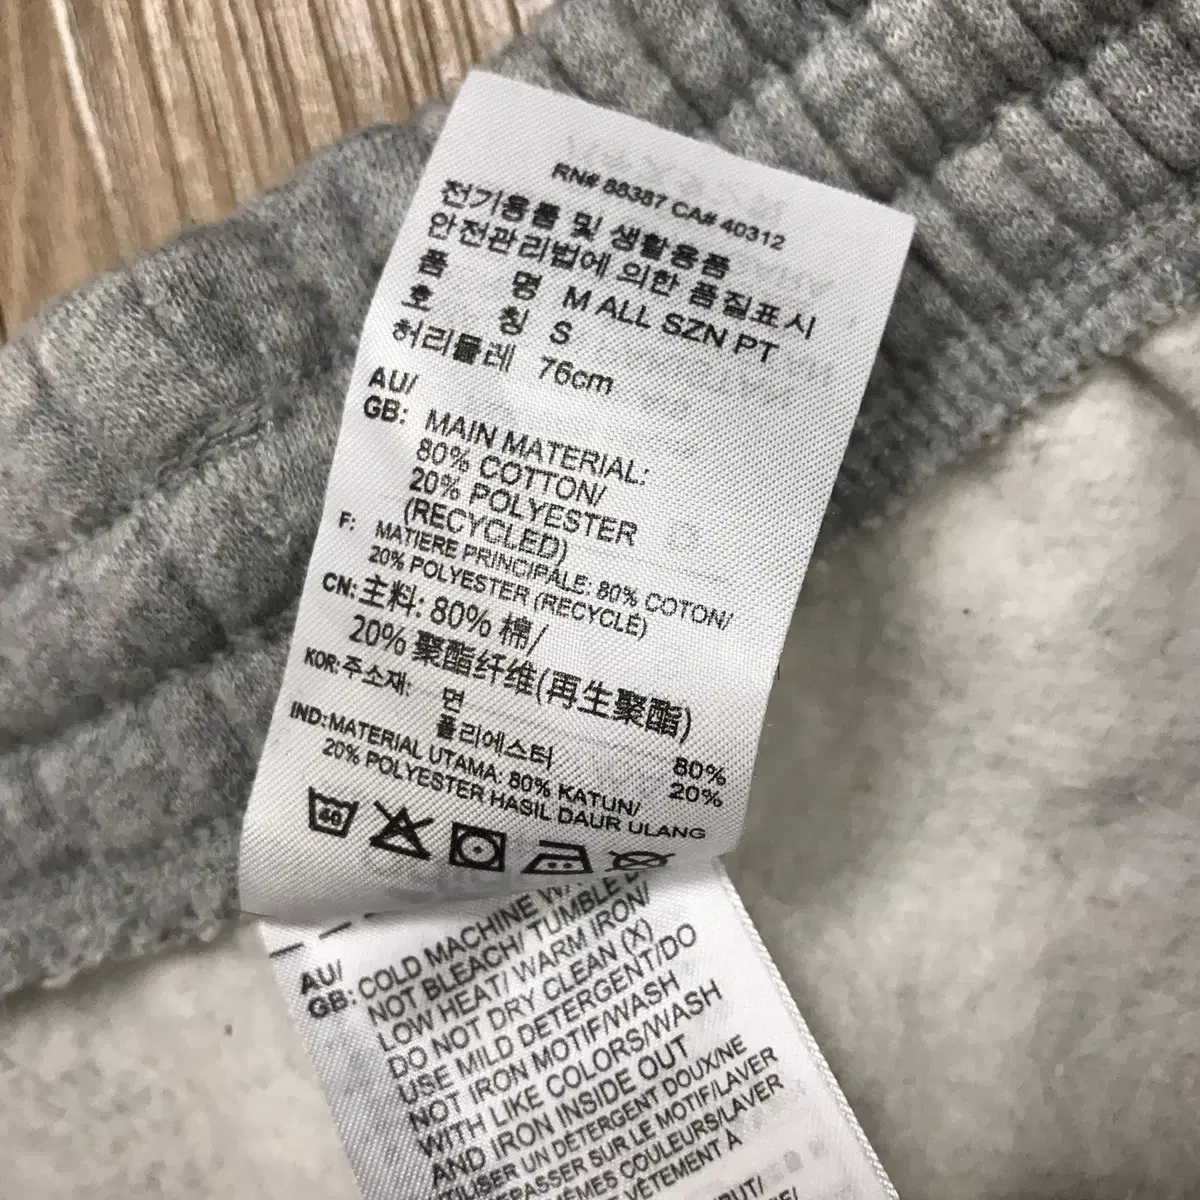 RN# 88387 CA# 40312
전기용품 및 생활용품
안전관리법에 의한 품질표시
품 명 M ALL SZN PT
호 칭 S
허리둘레 76cm
AU/
GB: MAIN MATERIAL:
80% COTTON/
20% POLYESTER
(RECYCLED)
F: MATIERE PRINCIPALE: 80% COTON/
20% POLYESTER (RECYCLÉ)
CN: 主料: 80% 棉/
20% 聚酯纤维(再生聚酯)
KOR: 주소재: 면 80%
폴리에스터 20%
IND: MATERIAL UTAMA: 80% KATUN/
20% POLYESTER HASIL DAUR ULANG
40
AU/
GB: COLD MACHINE
NOT BLEACH/ TUMBLE
LOW HEAT/ WARM IRON/
DO NOT DRY CLEAN (X)
USE MILD DETERGENT/DO
NOT IRON MOTIF/WASH
WITH LIKE COLORS/WASH
AND IRON INSIDE OUT
UTILISER UN DÉTERGENT DOUX/NE
REPASSER SUR LE MOTIF/LAVER
MÊMES COULEURS/LAVER
VÊTEMENT À